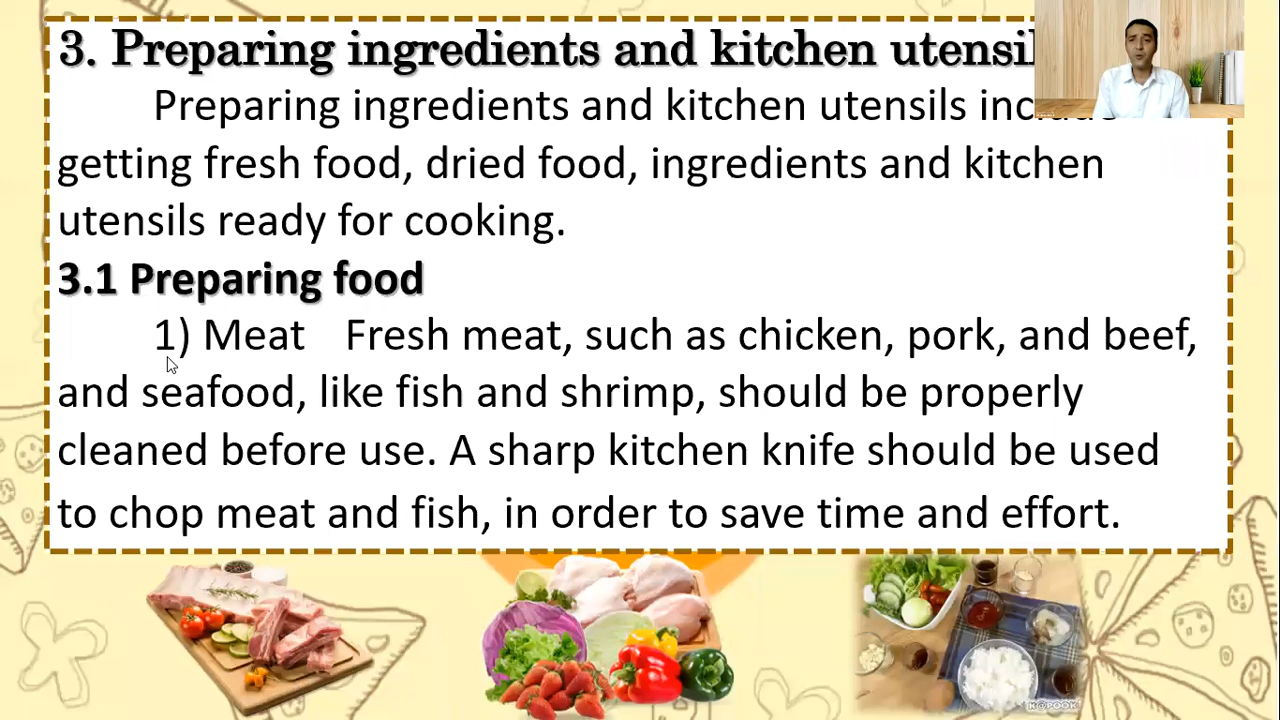 3. Preparing ingredients and kitchen
Preparing ingredients and kitchen utensils
getting fresh food, dried food, ingredients and kitchen
utensils ready for cooking.
3.1 Preparing food
1) Meat Fresh meat, such as chicken, pork, and beef,
and seafood, like fish and shrimp, should be properly
cleaned before use. A sharp kitchen knife should be used
to chop meat and fish, in order to save time and effort.